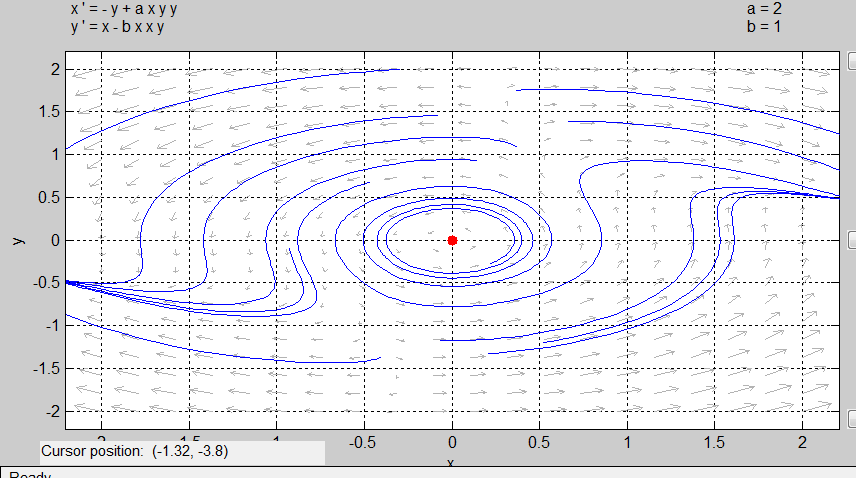 x ' = - y + a x y y
a = 2
y ' = x - b x x y
b = 1
2
1.5
1
0.5
0
-0.5
-1
-1.5
-2
y
-0.5 0 0.5 1 1.5 2
x
Cursor position: (-1.32, -3.8)
Ready